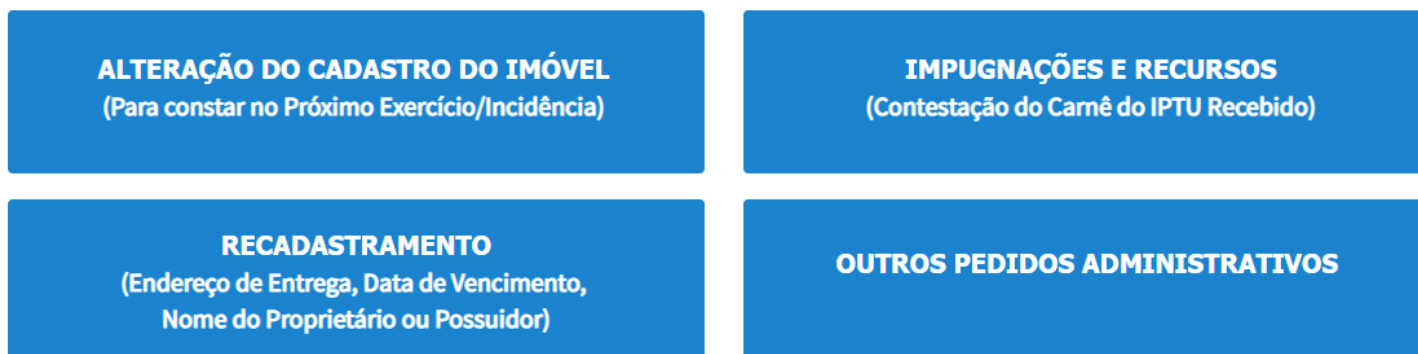 ALTERAÇÃO DO CADASTRO DO IMÓVEL
(Para constar no Próximo Exercício/Incidência)
IMPUGNAÇÕES E RECURSOS
(Contestação do Carnê do IPTU Recebido)
RECADASTRAMENTO
(Endereço de Entrega, Data de Vencimento,
Nome do Proprietário ou Possuidor)
OUTROS PEDIDOS ADMINISTRATIVOS